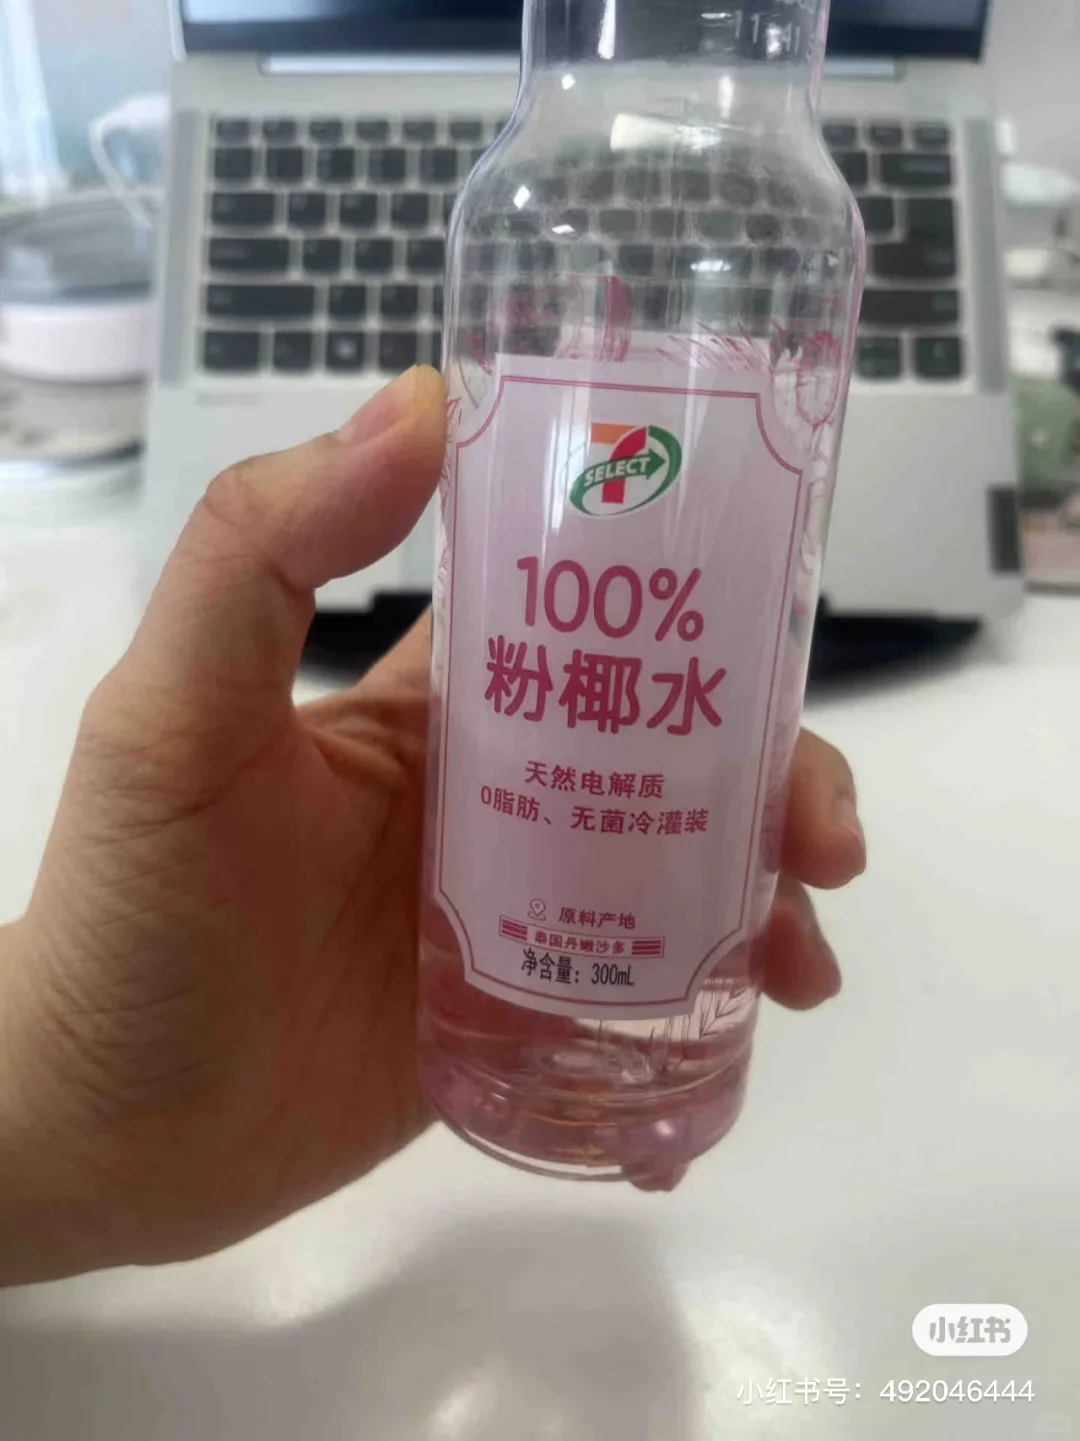 7
SELECT
100%
粉椰水
天然电解质
0脂肪、无菌冷灌装
原料产地
泰国丹嫩沙多
净含量：300mL
小红书
小红书号：492046444